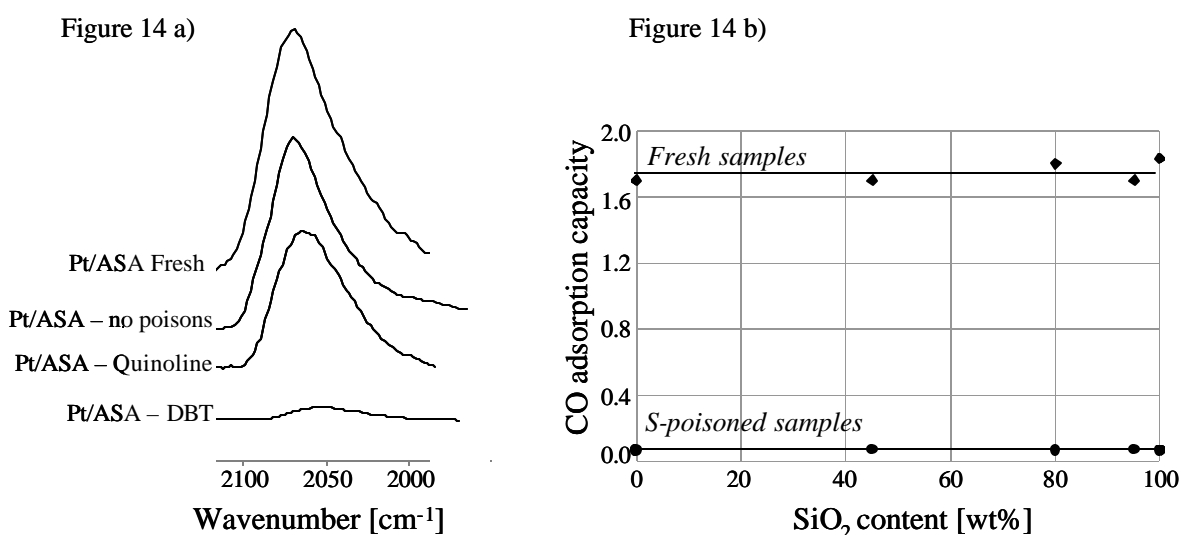 Figure 14 a)
Pt/ASA Fresh
Pt/ASA – no poisons
Pt/ASA – Quinoline
Pt/ASA – DBT
2100 2050 2000
Wavenumber [cm-1]
Figure 14 b)
CO adsorption capacity
2.0
1.6
1.2
0.8
0.4
0.0
Fresh samples
S-poisoned samples
0 20 40 60 80 100
SiO2 content [wt%]